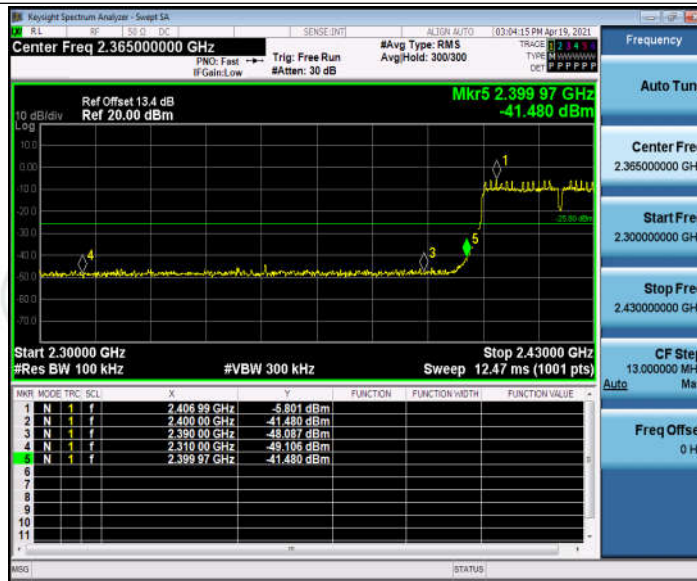 Keysight Spectrum Analyzer - Swept SA
RL RF 50 Ω DC SENSE:INT ALIGN AUTO 03:04:15 PM Apr 19, 2021
Center Freq 2.365000000 GHz
#Avg Type: RMS
TRACE 1 2 3 4 5 6
PNO: Fast Trig: Free Run Avg|Hold: 300/300
TYPE M WWWWW
IFGain:Low #Atten: 30 dB
DET P P P P P P
Ref Offset 13.4 dB
Mkr5 2.399 97 GHz
10 dB/div Ref 20.00 dBm
-41.480 dBm
Log
10.0
0.00
-10.0
-20.0
-30.0
-40.0
-50.0
-60.0
-70.0
1
5
3
4
Start 2.30000 GHz Stop 2.43000 GHz
#Res BW 100 kHz #VBW 300 kHz Sweep 12.47 ms (1001 pts)
MKR MODE TRC SCL X Y FUNCTION FUNCTION WIDTH FUNCTION VALUE
1 N 1 f 2.406 99 GHz -5.801 dBm
2 N 1 f 2.400 00 GHz -41.480 dBm
3 N 1 f 2.390 00 GHz -48.087 dBm
4 N 1 f 2.310 00 GHz -49.106 dBm
5 N 1 f 2.399 97 GHz -41.480 dBm
6
7
8
9
10
11
MSG STATUS
Frequency
Auto Tun
Center Fre
2.365000000 GH
Start Fre
2.300000000 GH
Stop Fre
2.430000000 GH
CF Step
13.000000 MH
Auto Ma
Freq Offse
0 H